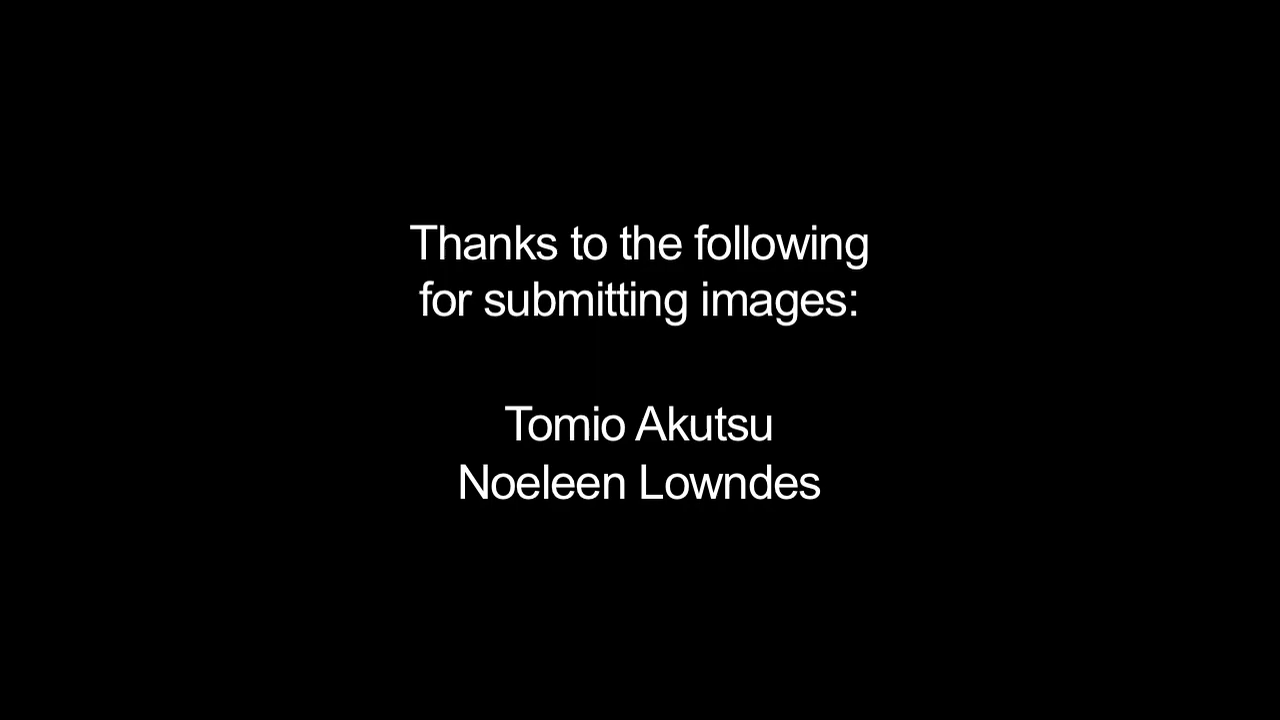 Thanks to the following
for submitting images:
Tomio Akutsu
Noeleen Lowndes